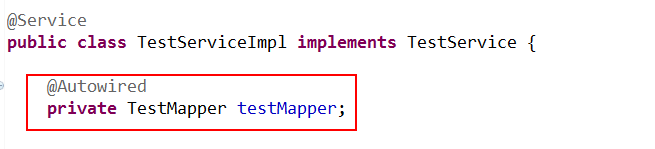 @Service
public class TestServiceImpl implements TestService {
@Autowired
private TestMapper testMapper;